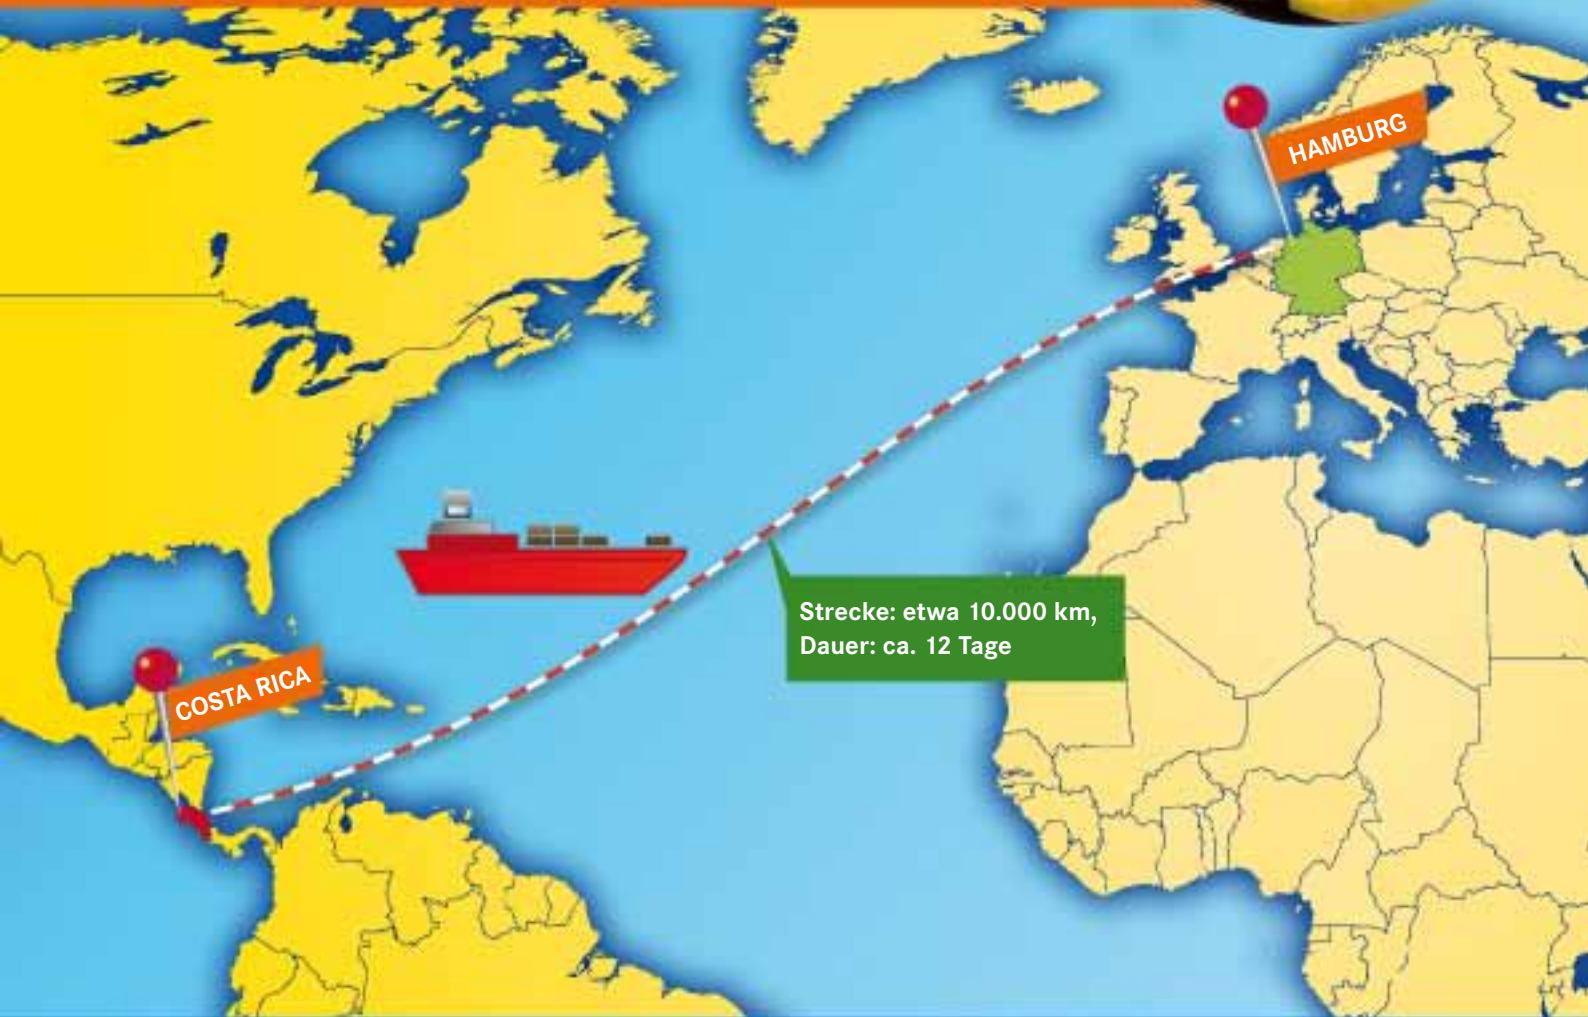 HAMBURG
Strecke: etwa 10.000 km,
Dauer: ca. 12 Tage
COSTA RICA